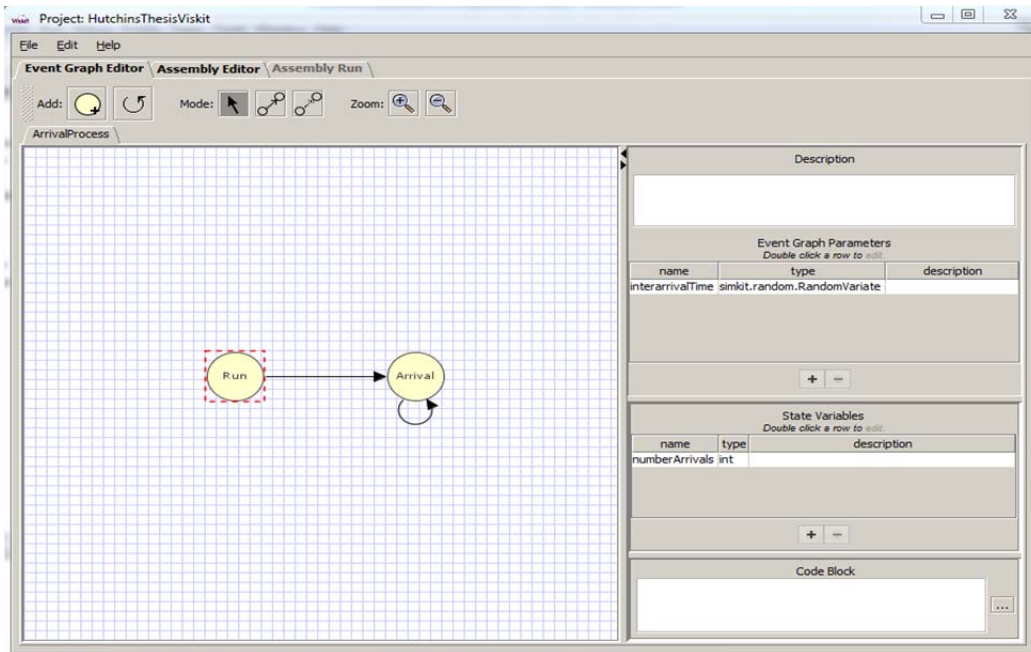 Viskit Project: HutchinsThesisViskit
File Edit Help
Event Graph Editor Assembly Editor Assembly Run
Add: Mode: Zoom:
ArrivalProcess
Description
Event Graph Parameters
Double click a row to edit.
name type description
interarrivalTime simkit.random.RandomVariate
+ −
Run
Arrival
State Variables
Double click a row to edit.
name type description
numberArrivals int
+ −
Code Block
...